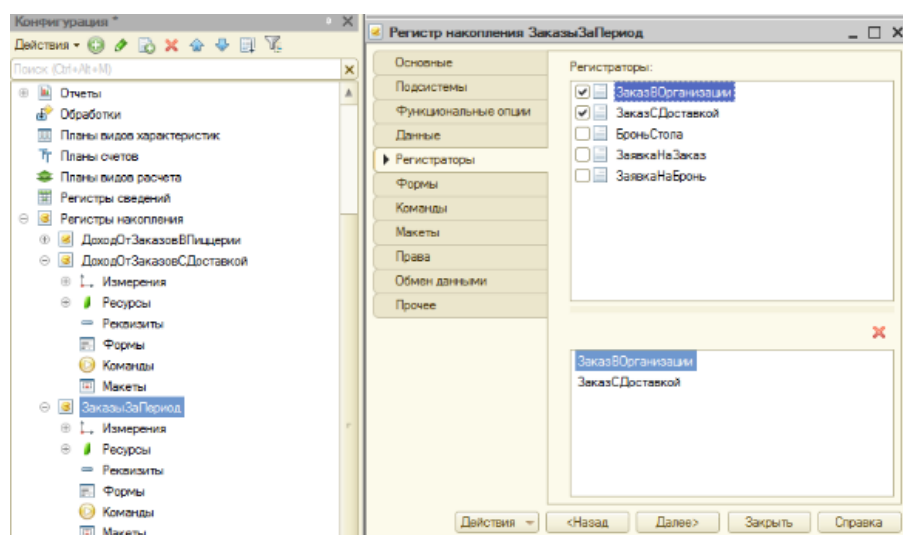 Конфигурация *
Действия
Поиск (Ctrl+Alt+M)
Отчеты
Обработки
Планы видов характеристик
Планы счетов
Планы видов расчета
Регистры сведений
Регистры накопления
ДоходОтЗаказовВПиццерии
ДоходОтЗаказовСДоставкой
Измерения
Ресурсы
Реквизиты
Формы
Команды
Макеты
ЗаказыЗаПериод
Измерения
Ресурсы
Реквизиты
Формы
Команды
Макеты
Регистр накопления ЗаказыЗаПериод
Основные
Подсистемы
Функциональные опции
Данные
Регистраторы
Формы
Команды
Макеты
Права
Обмен данными
Прочее
Регистраторы:
ЗаказВОрганизации
ЗаказСДоставкой
БроньСтола
ЗаявкаНаЗаказ
ЗаявкаНаБронь
ЗаказВОрганизации
ЗаказСДоставкой
Действия
<Назад
Далее>
Закрыть
Справка